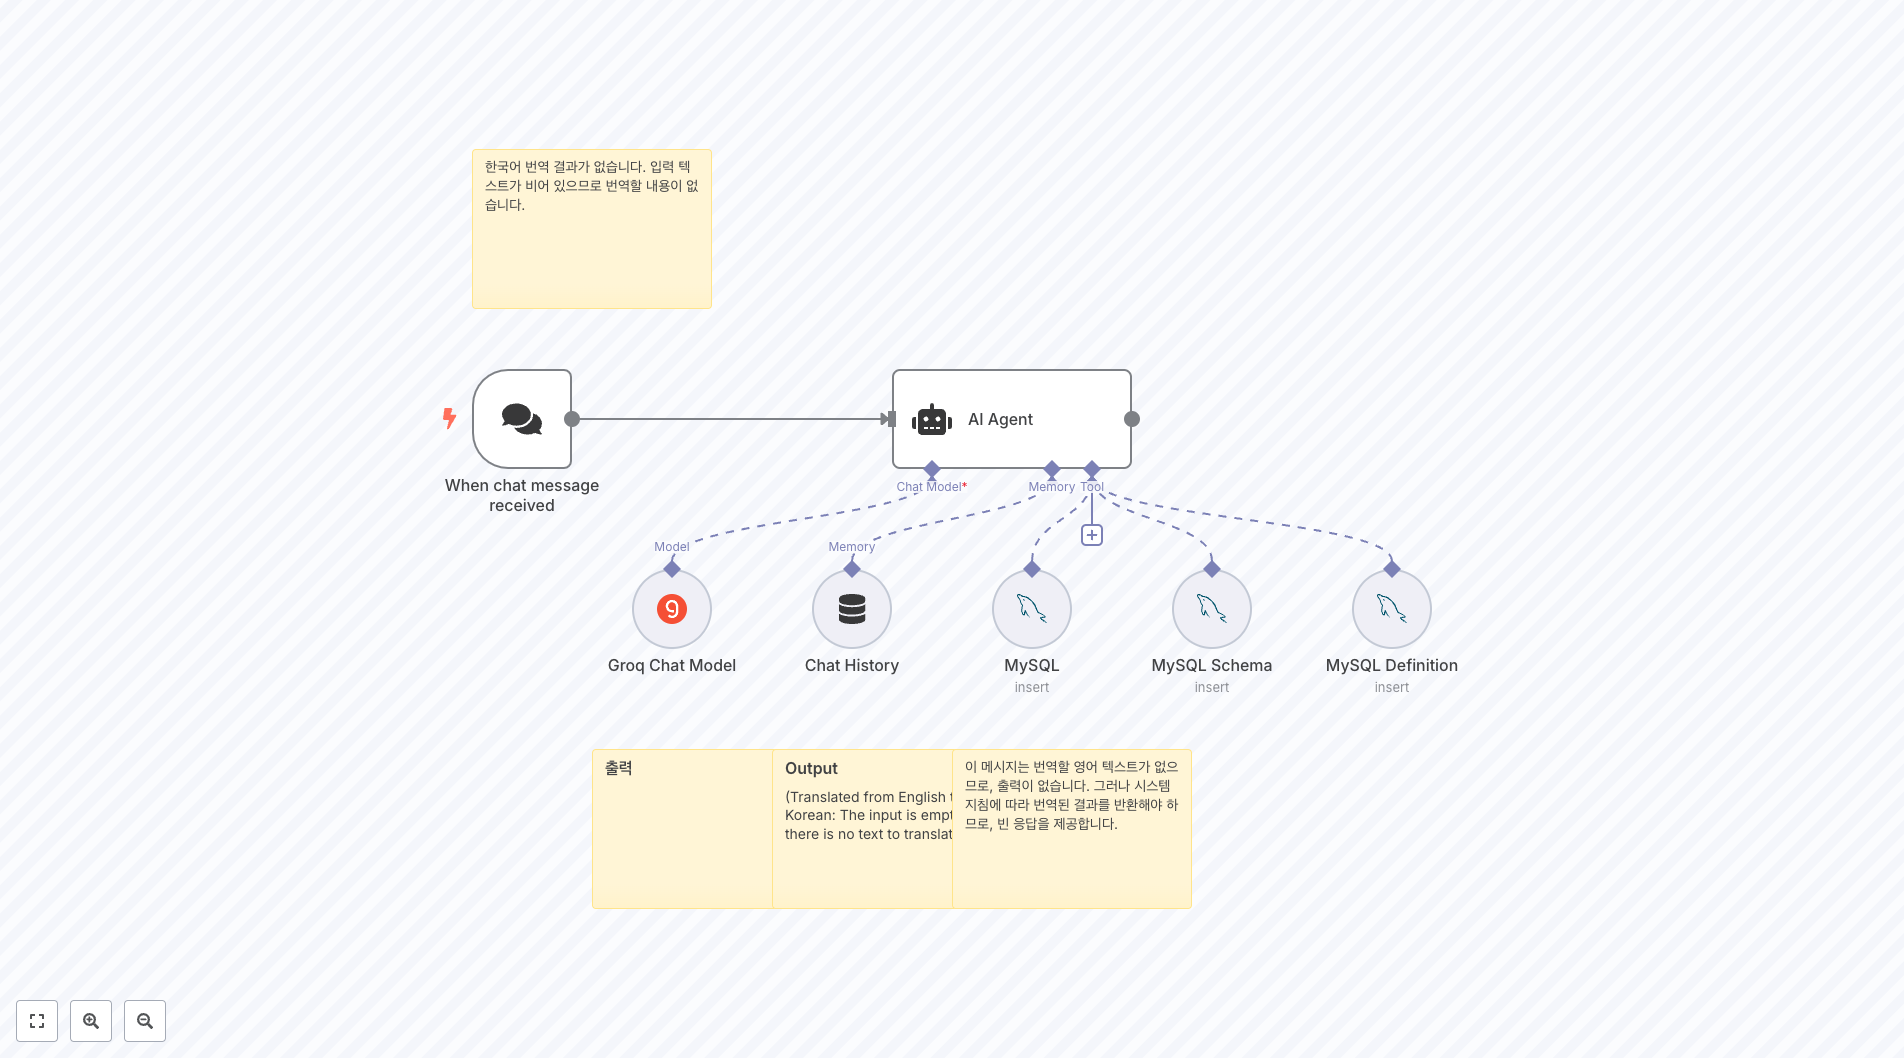 한국어 번역 결과가 없습니다. 입력 텍
스트가 비어 있으므로 번역할 내용이 없
습니다.
AI Agent
When chat message
received
Chat Model*
Memory
Tool
Model
Memory
Groq Chat Model
Chat History
MySQL
insert
MySQL Schema
insert
MySQL Definition
insert
출력
Output
(Translated from English
Korean: The input is
there is no text to
이 메시지는 번역할 영어 텍스트가 없으
므로, 출력이 없습니다. 그러나 시스템
지침에 따라 번역된 결과를 반환해야 하
므로, 빈 응답을 제공합니다.